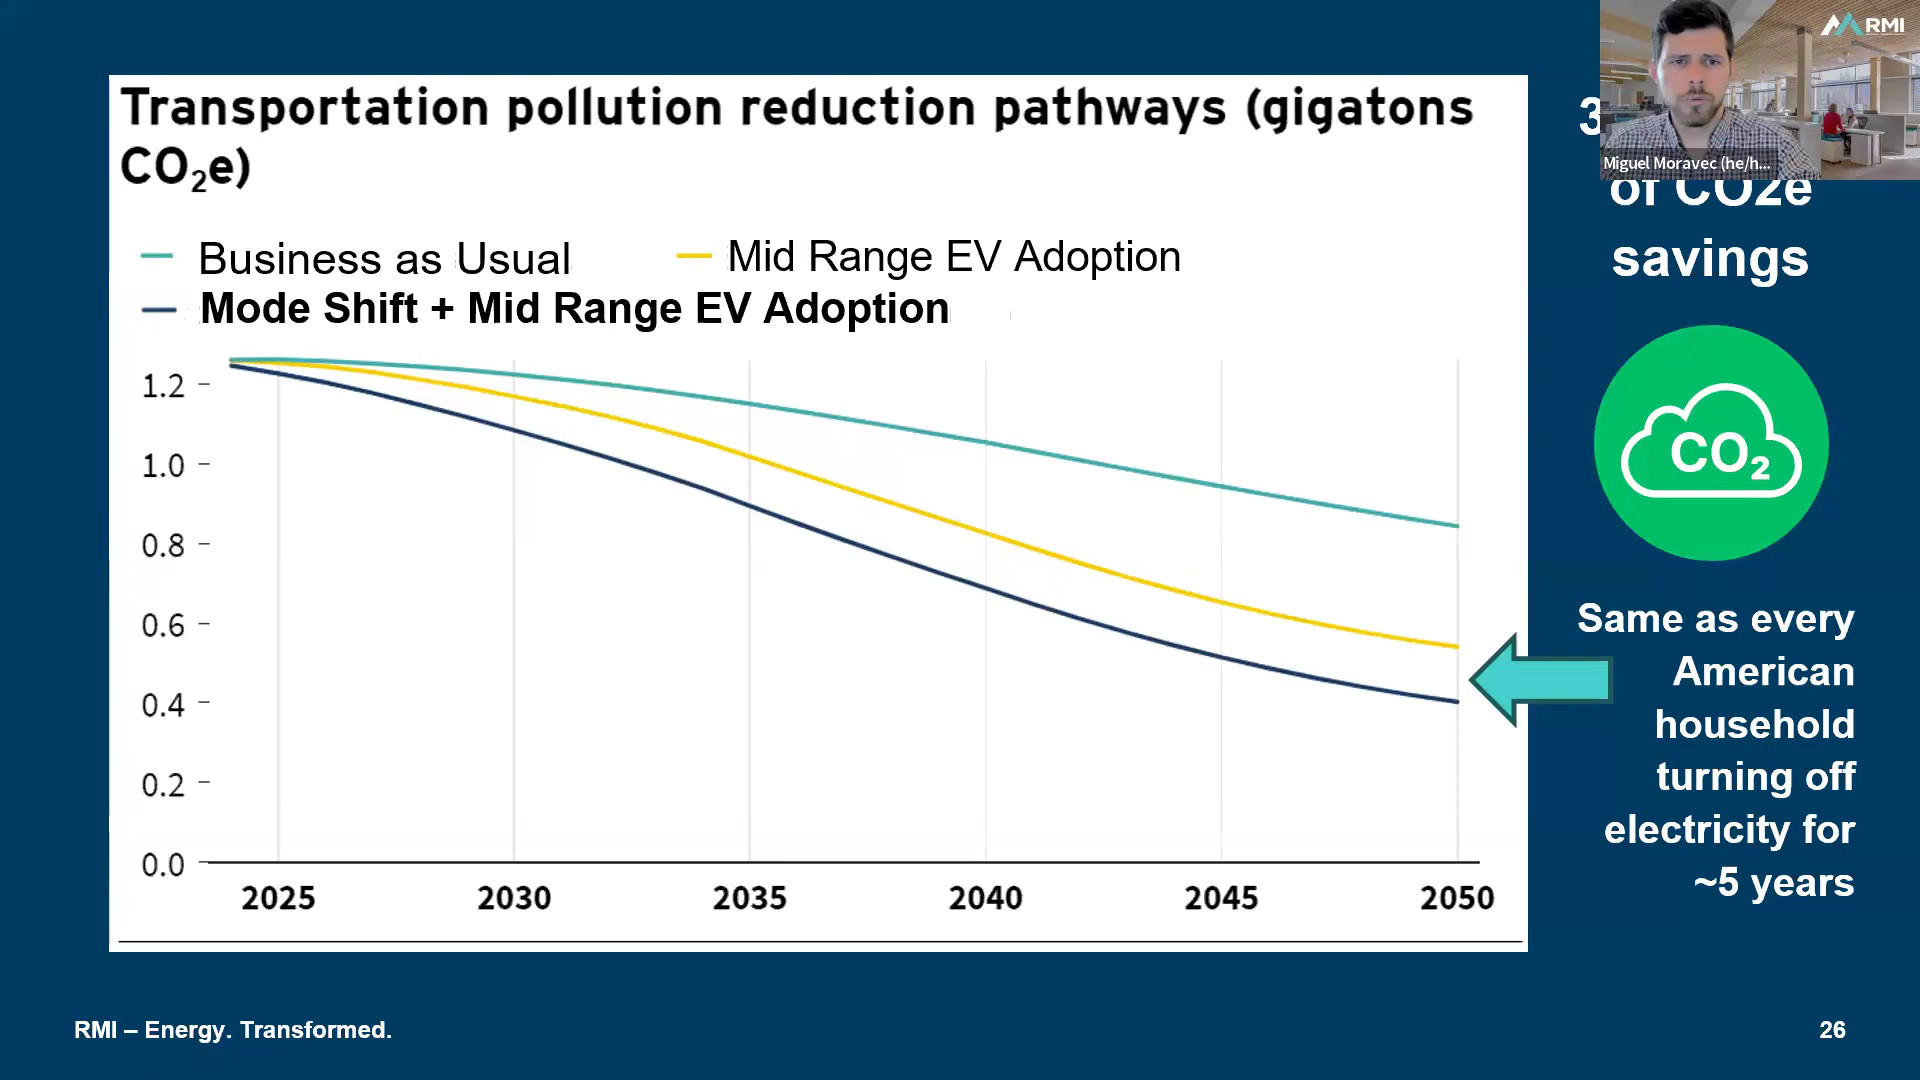 Transportation pollution reduction pathways (gigatons
CO₂e)
Business as Usual
Mid Range EV Adoption
Mode Shift + Mid Range EV Adoption
1.2
1.0
0.8
0.6
0.4
0.2
0.0
2025 2030 2035 2040 2045 2050
RMI
Miguel Moravec (he/h...
3
of CO2e
savings
CO₂
Same as every
American
household
turning off
electricity for
~5 years
RMI – Energy. Transformed.
26